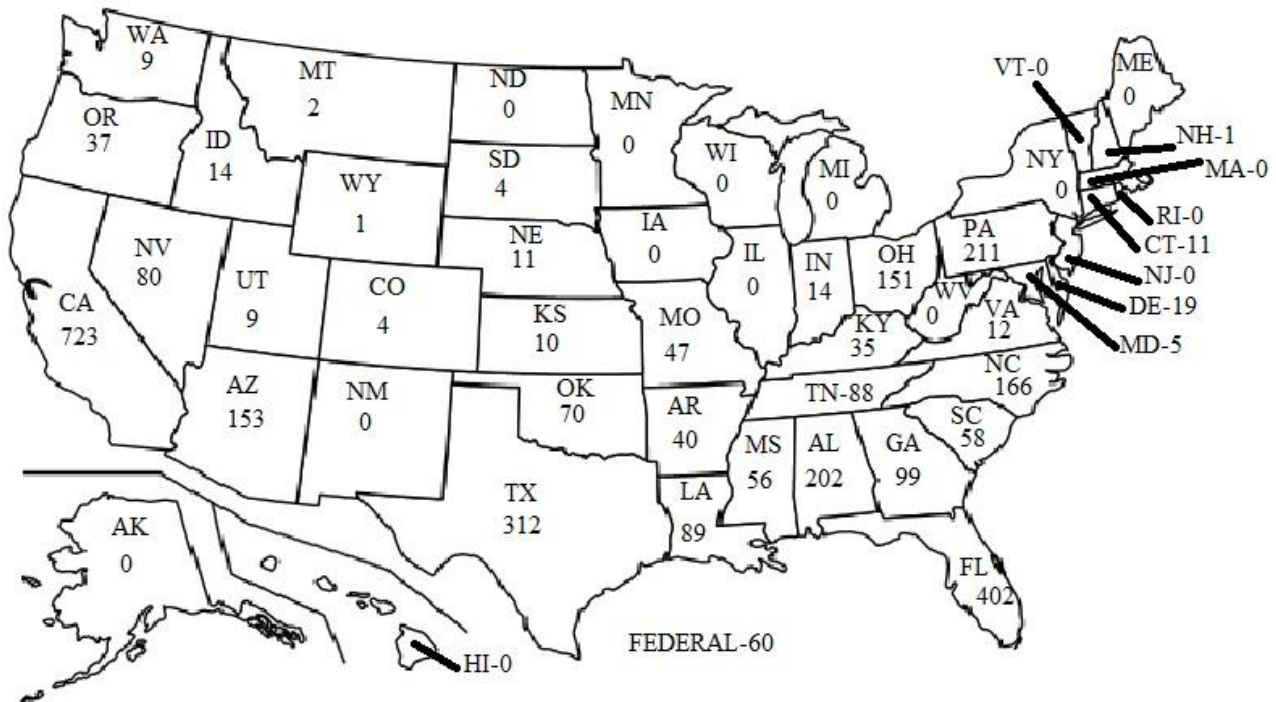 WA
9
MT
2
ND
0
MN
0
VT-0
ME
0
OR
37
ID
14
SD
4
WI
0
MI
0
NY
0
NH-1
MA-0
WY
1
RI-0
CT-11
NJ-0
DE-19
MD-5
NV
80
UT
9
CO
4
NE
11
IA
0
IL
0
IN
14
OH
151
PA
211
WV
0
VA
12
CA
723
KS
10
MO
47
KY
35
AZ
153
NM
0
OK
70
AR
40
TN-88
NC
166
SC
58
MS
56
AL
202
GA
99
TX
312
LA
89
FL
402
AK
0
HI-0
FEDERAL-60